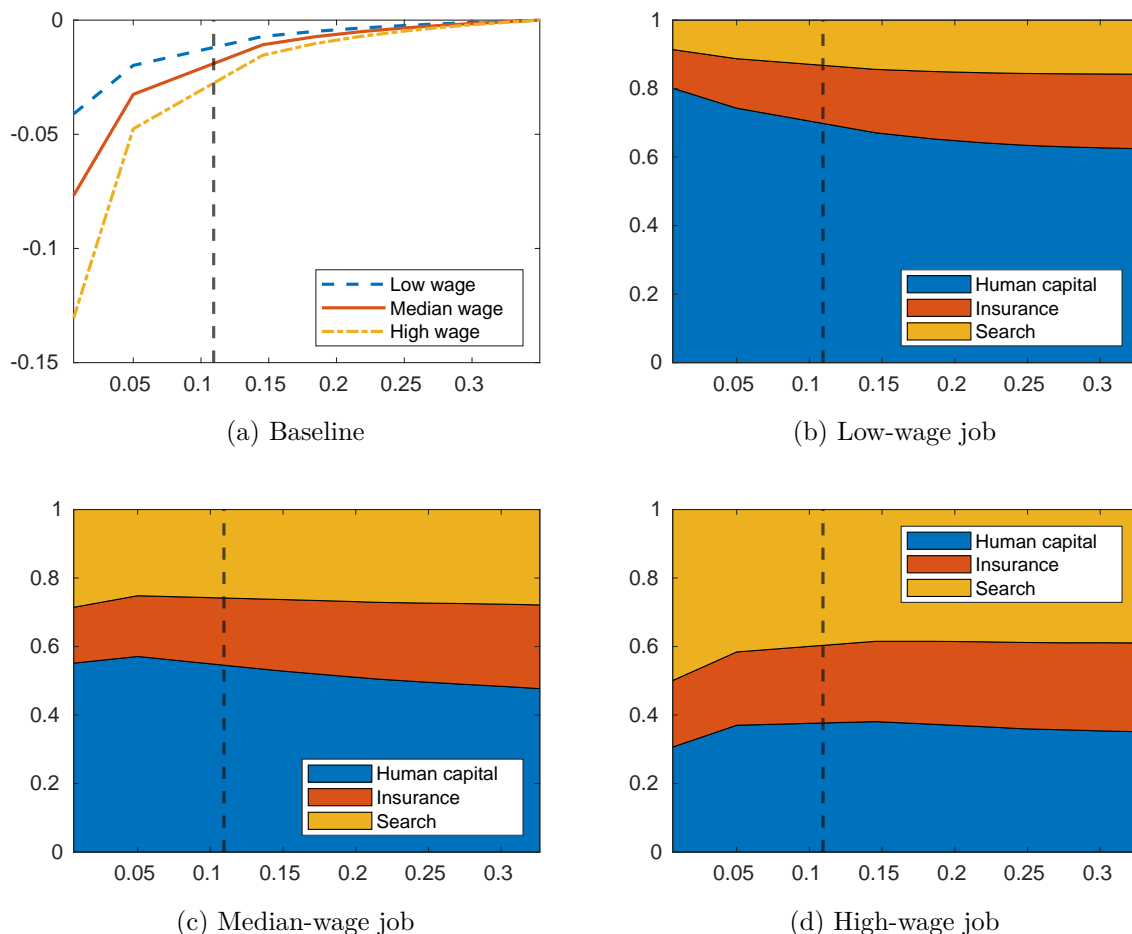 0
-0.05
-0.1
-0.15
0.05 0.1 0.15 0.2 0.25 0.3
Low wage
Median wage
High wage
(a) Baseline
1
0.8
0.6
0.4
0.2
0
0.05 0.1 0.15 0.2 0.25 0.3
Human capital
Insurance
Search
(b) Low-wage job
1
0.8
0.6
0.4
0.2
0
0.05 0.1 0.15 0.2 0.25 0.3
Human capital
Insurance
Search
(c) Median-wage job
1
0.8
0.6
0.4
0.2
0
0.05 0.1 0.15 0.2 0.25 0.3
Human capital
Insurance
Search
(d) High-wage job